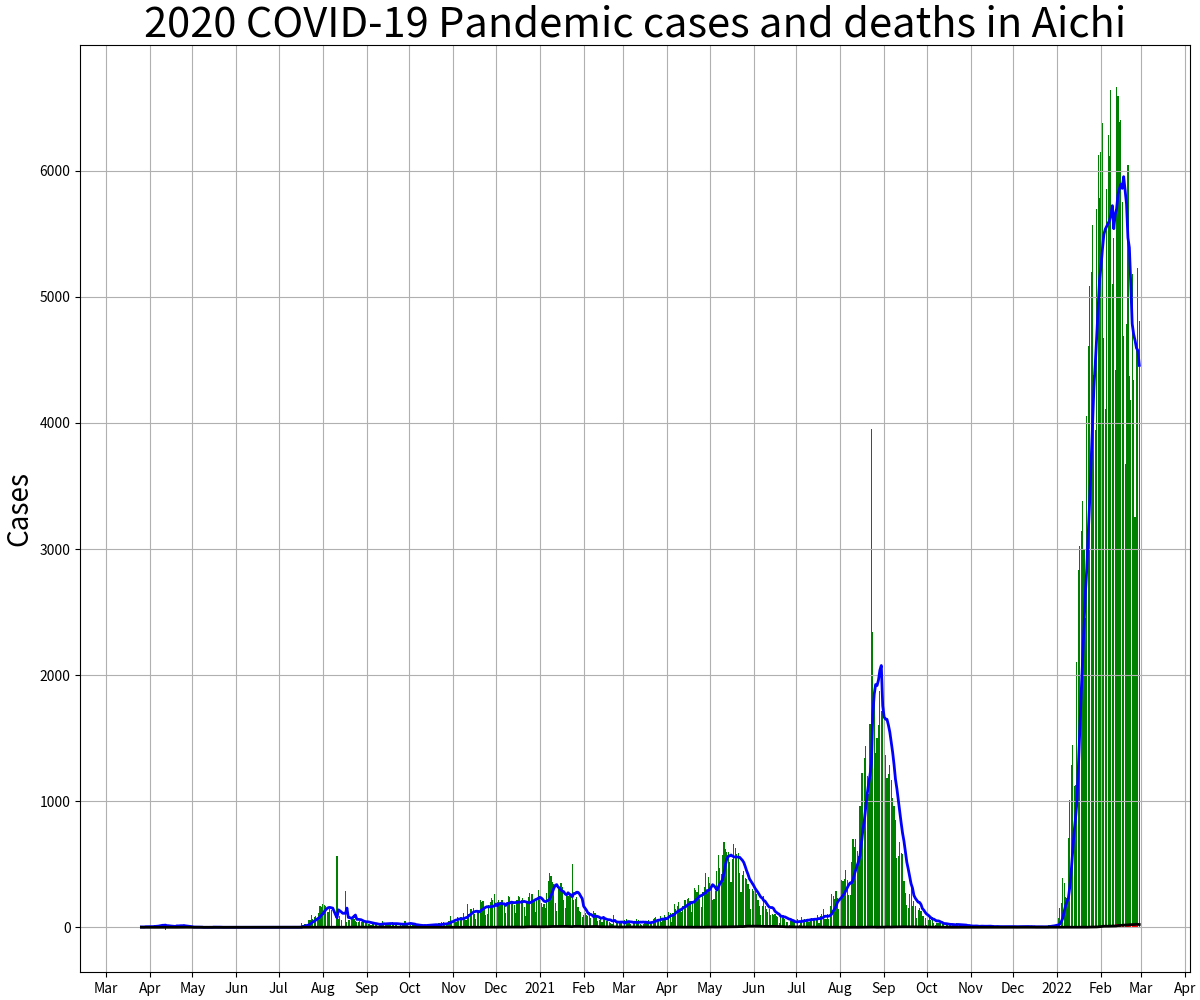 2020 COVID-19 Pandemic cases and deaths in Aichi
Cases
6000
5000
4000
3000
2000
1000
0
Mar Apr May Jun Jul Aug Sep Oct Nov Dec 2021 Feb Mar Apr May Jun Jul Aug Sep Oct Nov Dec 2022 Feb Mar Apr